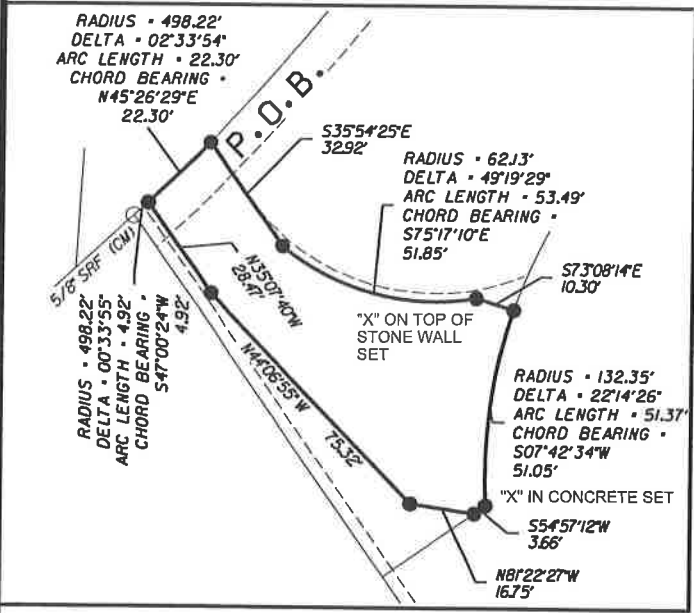 RADIUS = 498.22'
DELTA = 02°33'54"
ARC LENGTH = 22.30'
CHORD BEARING =
N45°26'29"E
22.30'
P.O.B.
S35°54'25"E
32.92'
RADIUS = 62.13'
DELTA = 49°19'29"
ARC LENGTH = 53.49'
CHORD BEARING =
S75°17'10"E
51.85'
S73°08'14"E
10.30'
5/8" SRF (CM)
N35°07'40"W
28.47'
"X" ON TOP OF
STONE WALL
SET
RADIUS = 498.22'
DELTA = 00°33'55"
ARC LENGTH = 4.92'
CHORD BEARING =
S47°00'24"W
4.92'
N44°06'55"W
75.32'
RADIUS = 132.35'
DELTA = 22°14'26"
ARC LENGTH = 51.37'
CHORD BEARING =
S07°42'34"W
51.05'
"X" IN CONCRETE SET
S54°57'12"W
3.66'
N81°22'27"W
16.75'